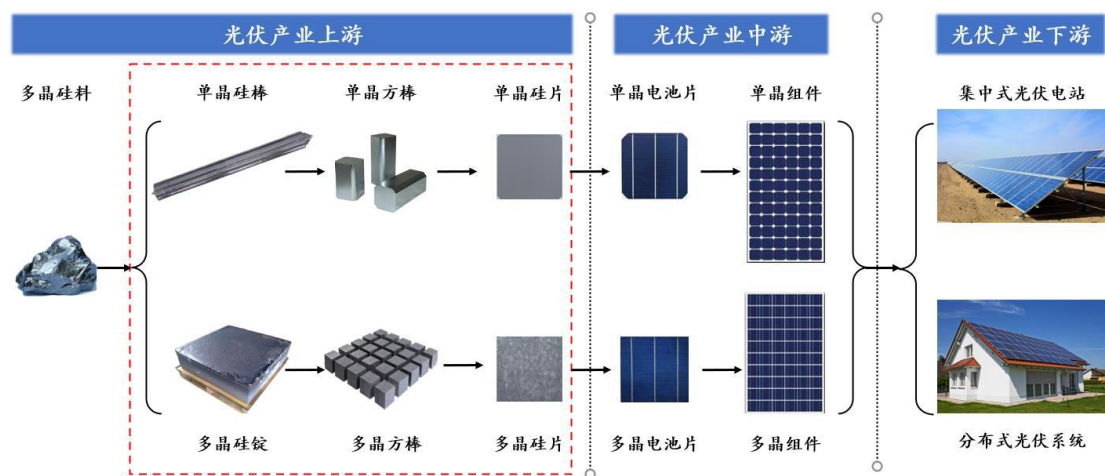 光伏产业上游
光伏产业中游
光伏产业下游
多晶硅料
单晶硅棒
单晶方棒
单晶硅片
单晶电池片
单晶组件
集中式光伏电站
多晶硅锭
多晶方棒
多晶硅片
多晶电池片
多晶组件
分布式光伏系统